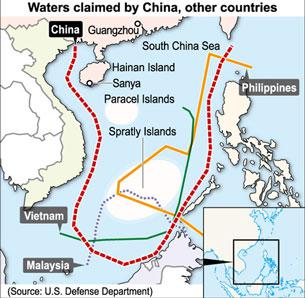 Waters claimed by China, other countries
China
Guangzhou
South China Sea
Hainan Island
Sanya
Philippines
Paracel Islands
Spratly Islands
Vietnam
Malaysia
(Source: U.S. Defense Department)